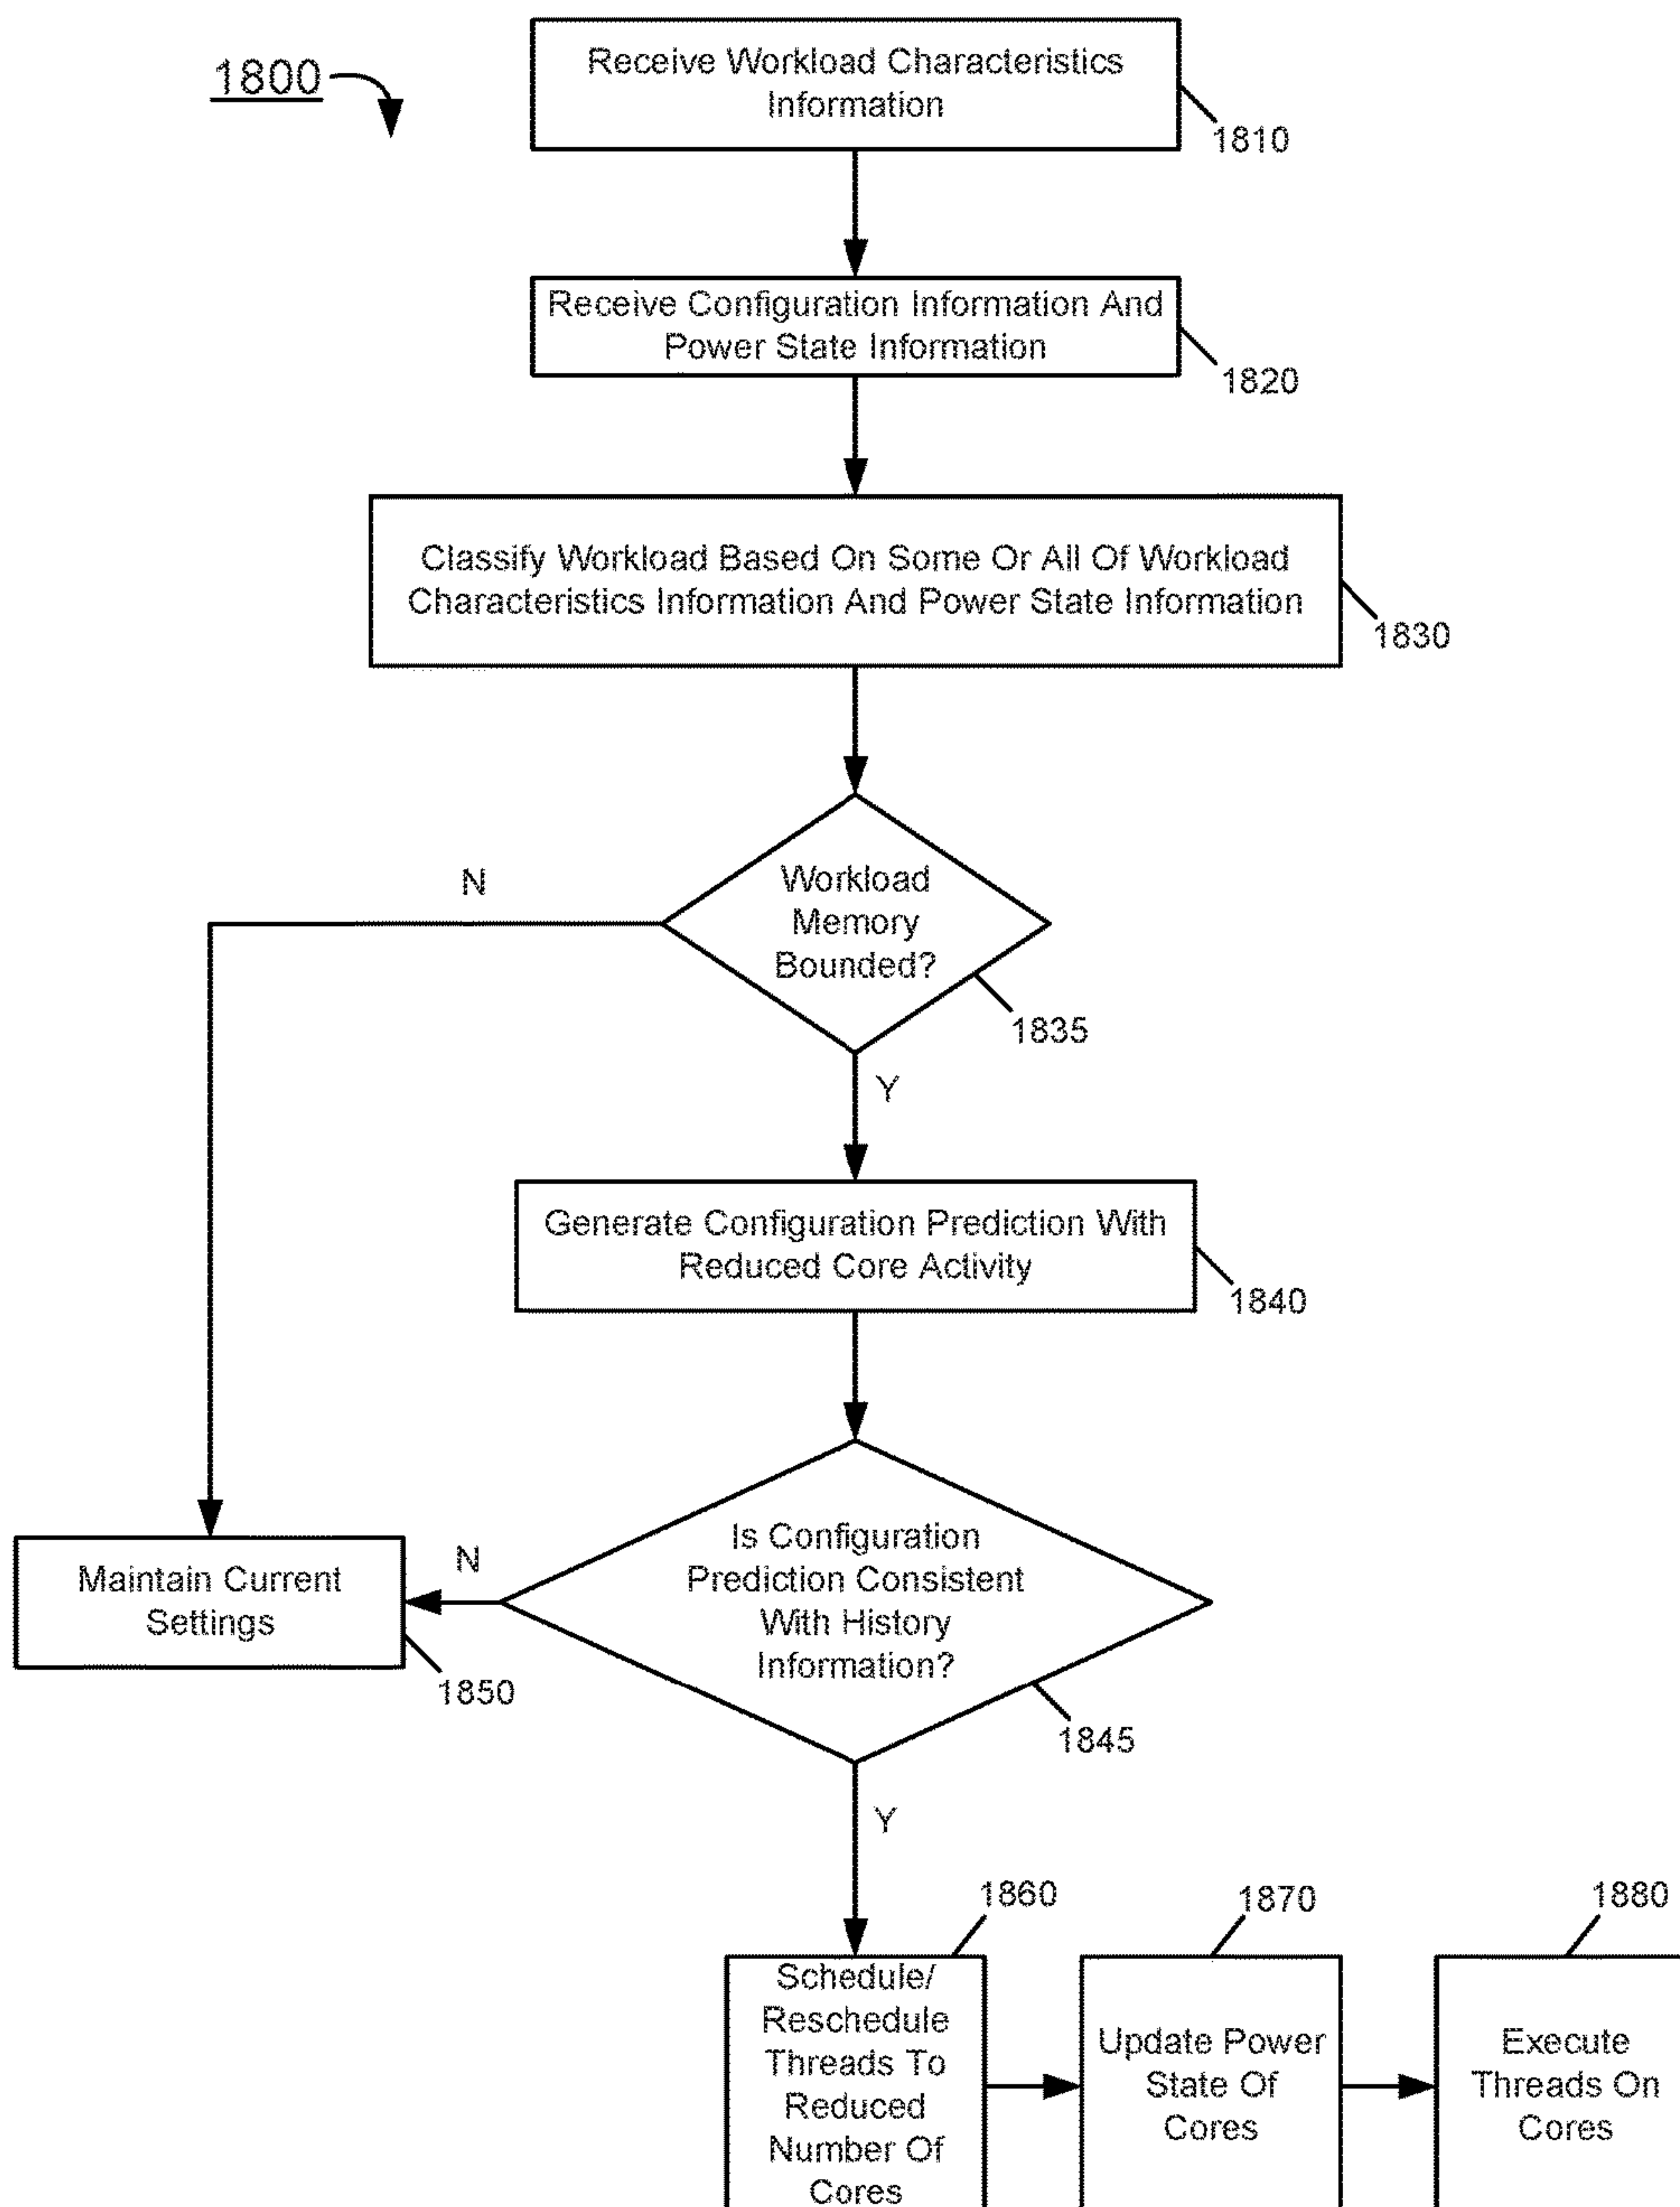 1800
Receive Workload Characteristics
Information
1810
Receive Configuration Information And
Power State Information
1820
Classify Workload Based On Some Or All Of Workload
Characteristics Information And Power State Information
1830
Workload
Memory
Bounded?
1835
N
Y
Generate Configuration Prediction With
Reduced Core Activity
1840
Is Configuration
Prediction Consistent
With History
Information?
1845
N
Maintain Current
Settings
1850
Y
1860
Schedule/
Reschedule
Threads To
Reduced
Number Of
Cores
1870
Update Power
State Of
Cores
1880
Execute
Threads On
Cores